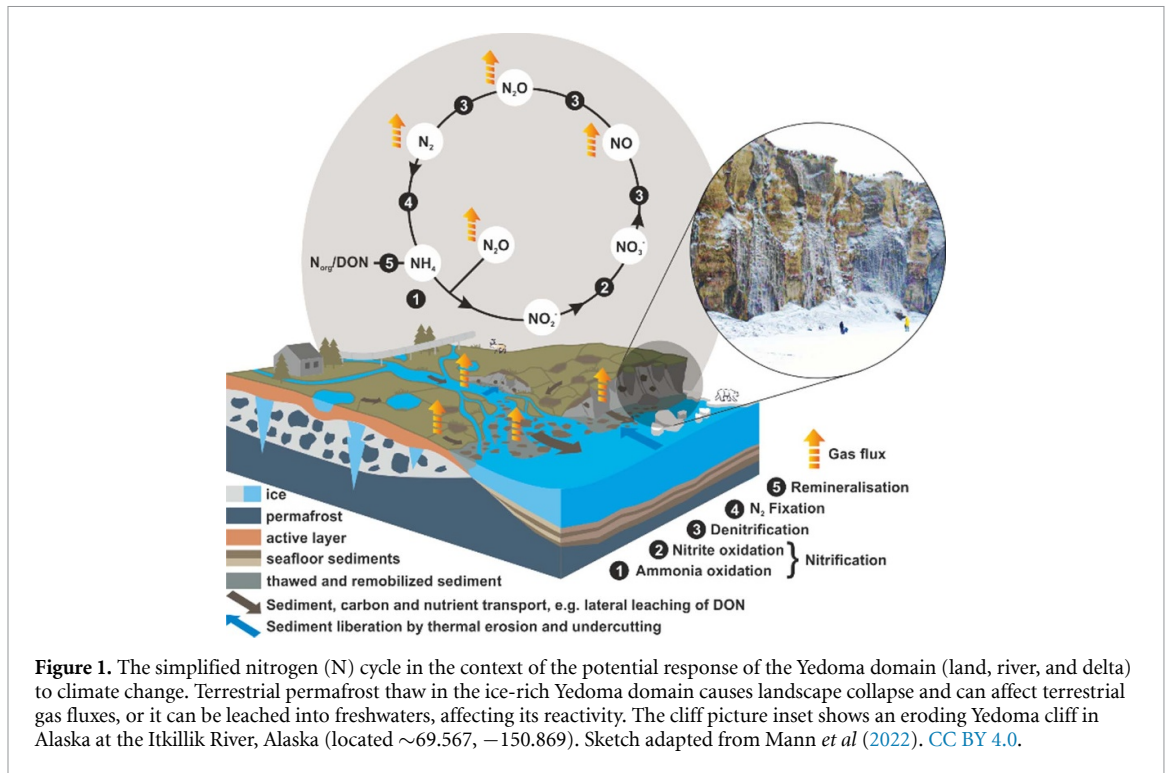 N₂O
3
3
N₂
NO
4
3
N₂O
N_org/DON
5
NH₄
NO₃⁻
1
2
NO₂⁻
Gas flux
5 Remineralisation
4 N₂ Fixation
3 Denitrification
2 Nitrite oxidation
1 Ammonia oxidation
} Nitrification
ice
permafrost
active layer
seafloor sediments
thawed and remobilized sediment
Sediment, carbon and nutrient transport, e.g. lateral leaching of DON
Sediment liberation by thermal erosion and undercutting
Figure 1. The simplified nitrogen (N) cycle in the context of the potential response of the Yedoma domain (land, river, and delta)
to climate change. Terrestrial permafrost thaw in the ice-rich Yedoma domain causes landscape collapse and can affect terrestrial
gas fluxes, or it can be leached into freshwaters, affecting its reactivity. The cliff picture inset shows an eroding Yedoma cliff in
Alaska at the Itkillik River, Alaska (located ∼69.567, −150.869). Sketch adapted from Mann et al (2022). CC BY 4.0.